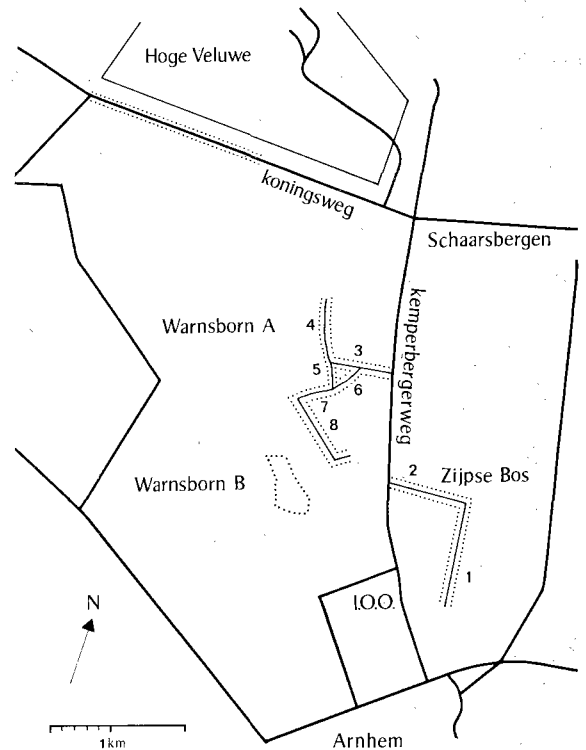 Hoge Veluwe
koningsweg
Schaarsbergen
kemperbergerweg
Warnsborn A
4
3
5
6
7
8
Warnsborn B
2
Zijpse Bos
1
I.O.O.
N
1km
Arnhem